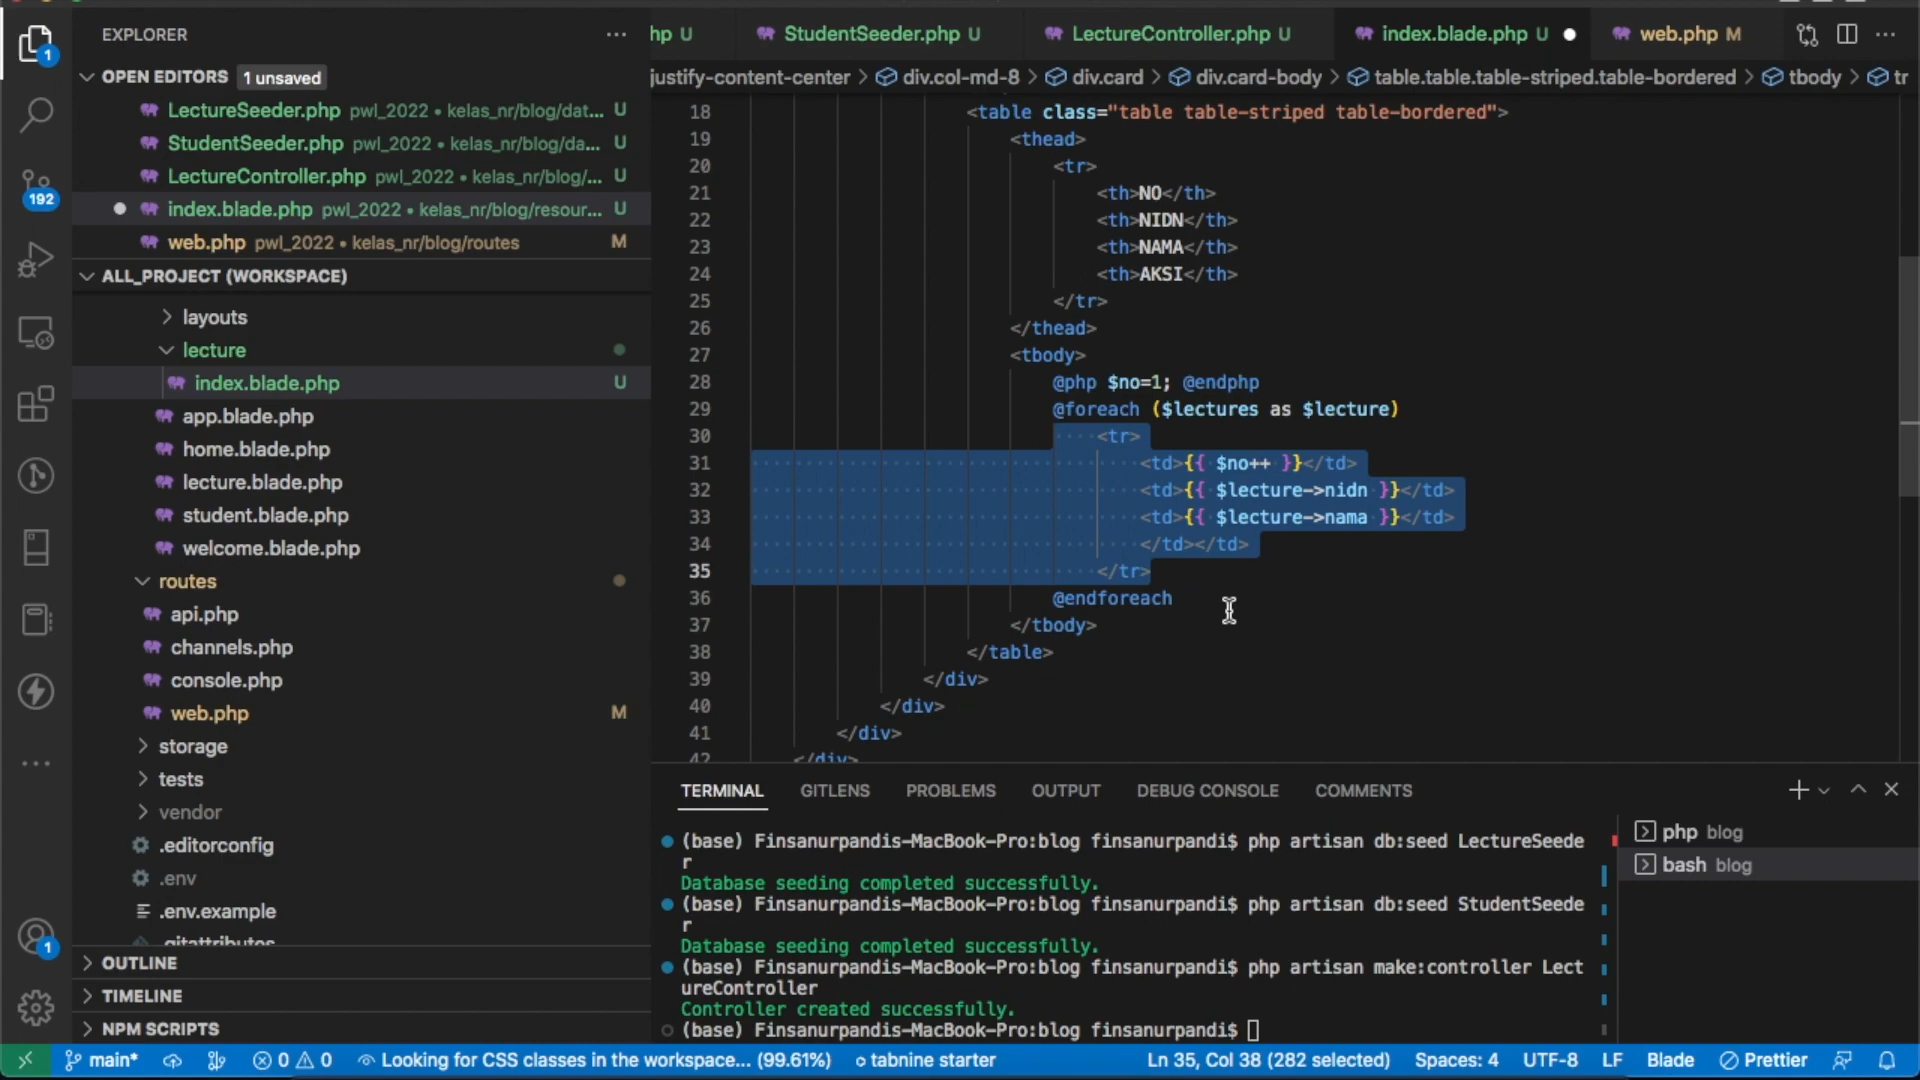 EXPLORER
OPEN EDITORS 1 unsaved
LectureSeeder.php pwl_2022 • kelas_nr/blog/dat... U
StudentSeeder.php pwl_2022 • kelas_nr/blog/da... U
LectureController.php pwl_2022 • kelas_nr/blog/... U
index.blade.php pwl_2022 • kelas_nr/blog/resour... U
web.php pwl_2022 • kelas_nr/blog/routes M
ALL_PROJECT (WORKSPACE)
layouts
lecture
index.blade.php U
app.blade.php
home.blade.php
lecture.blade.php
student.blade.php
welcome.blade.php
routes
api.php
channels.php
console.php
web.php M
storage
tests
vendor
.editorconfig
.env
.env.example
.gitattributes
OUTLINE
TIMELINE
NPM SCRIPTS
1
192
1
hp U
StudentSeeder.php U
LectureController.php U
index.blade.php U
web.php M
justify-content-center > div.col-md-8 > div.card > div.card-body > table.table.table-striped.table-bordered > tbody > tr
18 <table class="table table-striped table-bordered">
19 <thead>
20 <tr>
21 <th>NO</th>
22 <th>NIDN</th>
23 <th>NAMA</th>
24 <th>AKSI</th>
25 </tr>
26 </thead>
27 <tbody>
28 @php $no=1; @endphp
29 @foreach ($lectures as $lecture)
30 <tr>
31 <td>{{ $no++ }}</td>
32 <td>{{ $lecture->nidn }}</td>
33 <td>{{ $lecture->nama }}</td>
34 </td></td>
35 </tr>
36 @endforeach
37 </tbody>
38 </table>
39 </div>
40 </div>
41 </div>
42 </div>
TERMINAL GITLENS PROBLEMS OUTPUT DEBUG CONSOLE COMMENTS
(base) Finsanurpandis-MacBook-Pro:blog finsanurpandi$ php artisan db:seed LectureSeede
r
Database seeding completed successfully.
(base) Finsanurpandis-MacBook-Pro:blog finsanurpandi$ php artisan db:seed StudentSeede
r
Database seeding completed successfully.
(base) Finsanurpandis-MacBook-Pro:blog finsanurpandi$ php artisan make:controller Lect
ureController
Controller created successfully.
(base) Finsanurpandis-MacBook-Pro:blog finsanurpandi$
php blog
bash blog
main* 0 0 Looking for CSS classes in the workspace... (99.61%) tabnine starter Ln 35, Col 38 (282 selected) Spaces: 4 UTF-8 LF Blade Prettier